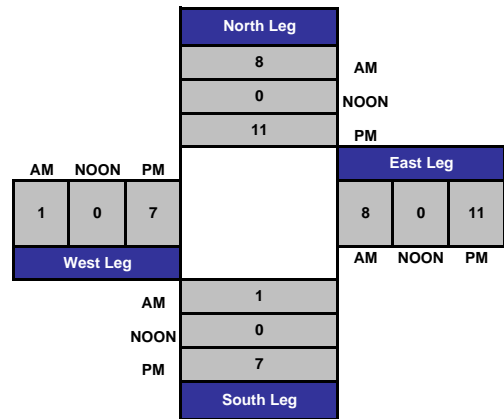 North Leg
8
AM
0
NOON
11
PM
AM NOON PM
East Leg
1 0 7
8 0 11
West Leg
AM NOON PM
AM
1
NOON
0
PM
7
South Leg